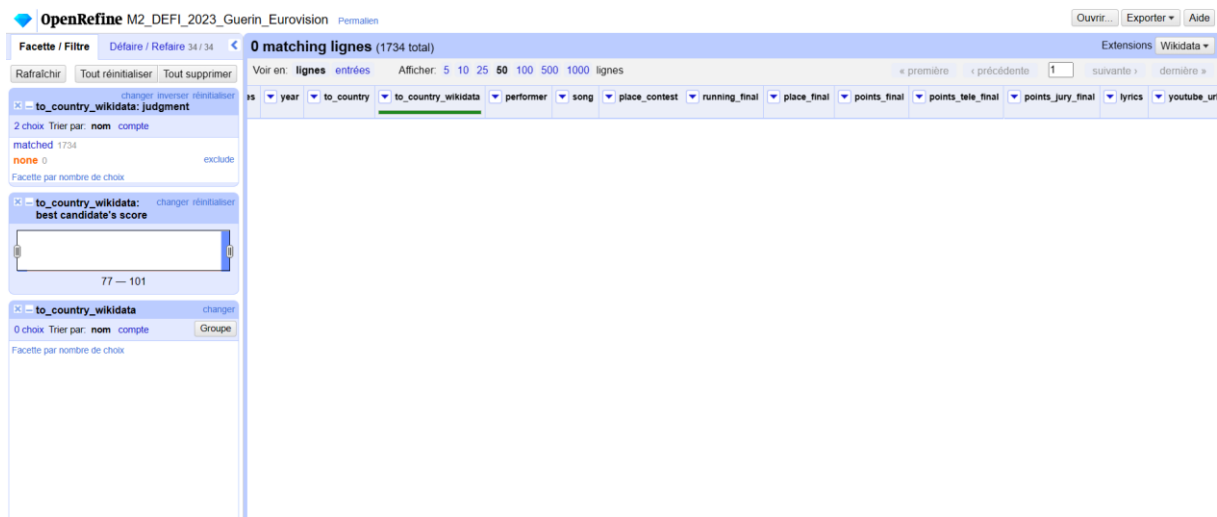 OpenRefine M2_DEFI_2023_Guerin_Eurovision Permalien
Ouvrir... Exporter Aide
Facette / Filtre Défaire / Refaire 34 / 34
0 matching lignes (1734 total)
Extensions Wikidata
Rafraîchir Tout réinitialiser Tout supprimer
Voir en: lignes entrées Afficher: 5 10 25 50 100 500 1000 lignes
« première ‹ précédente 1 suivante › dernière »
es year to_country to_country_wikidata performer song place_contest running_final place_final points_final points_tele_final points_jury_final lyrics youtube_url
changer inverser réinitialiser
to_country_wikidata: judgment
2 choix Trier par: nom compte
matched 1734
none 0 exclude
Facette par nombre de choix
to_country_wikidata: changer réinitialiser
best candidate's score
77 — 101
to_country_wikidata changer
0 choix Trier par: nom compte Groupe
Facette par nombre de choix